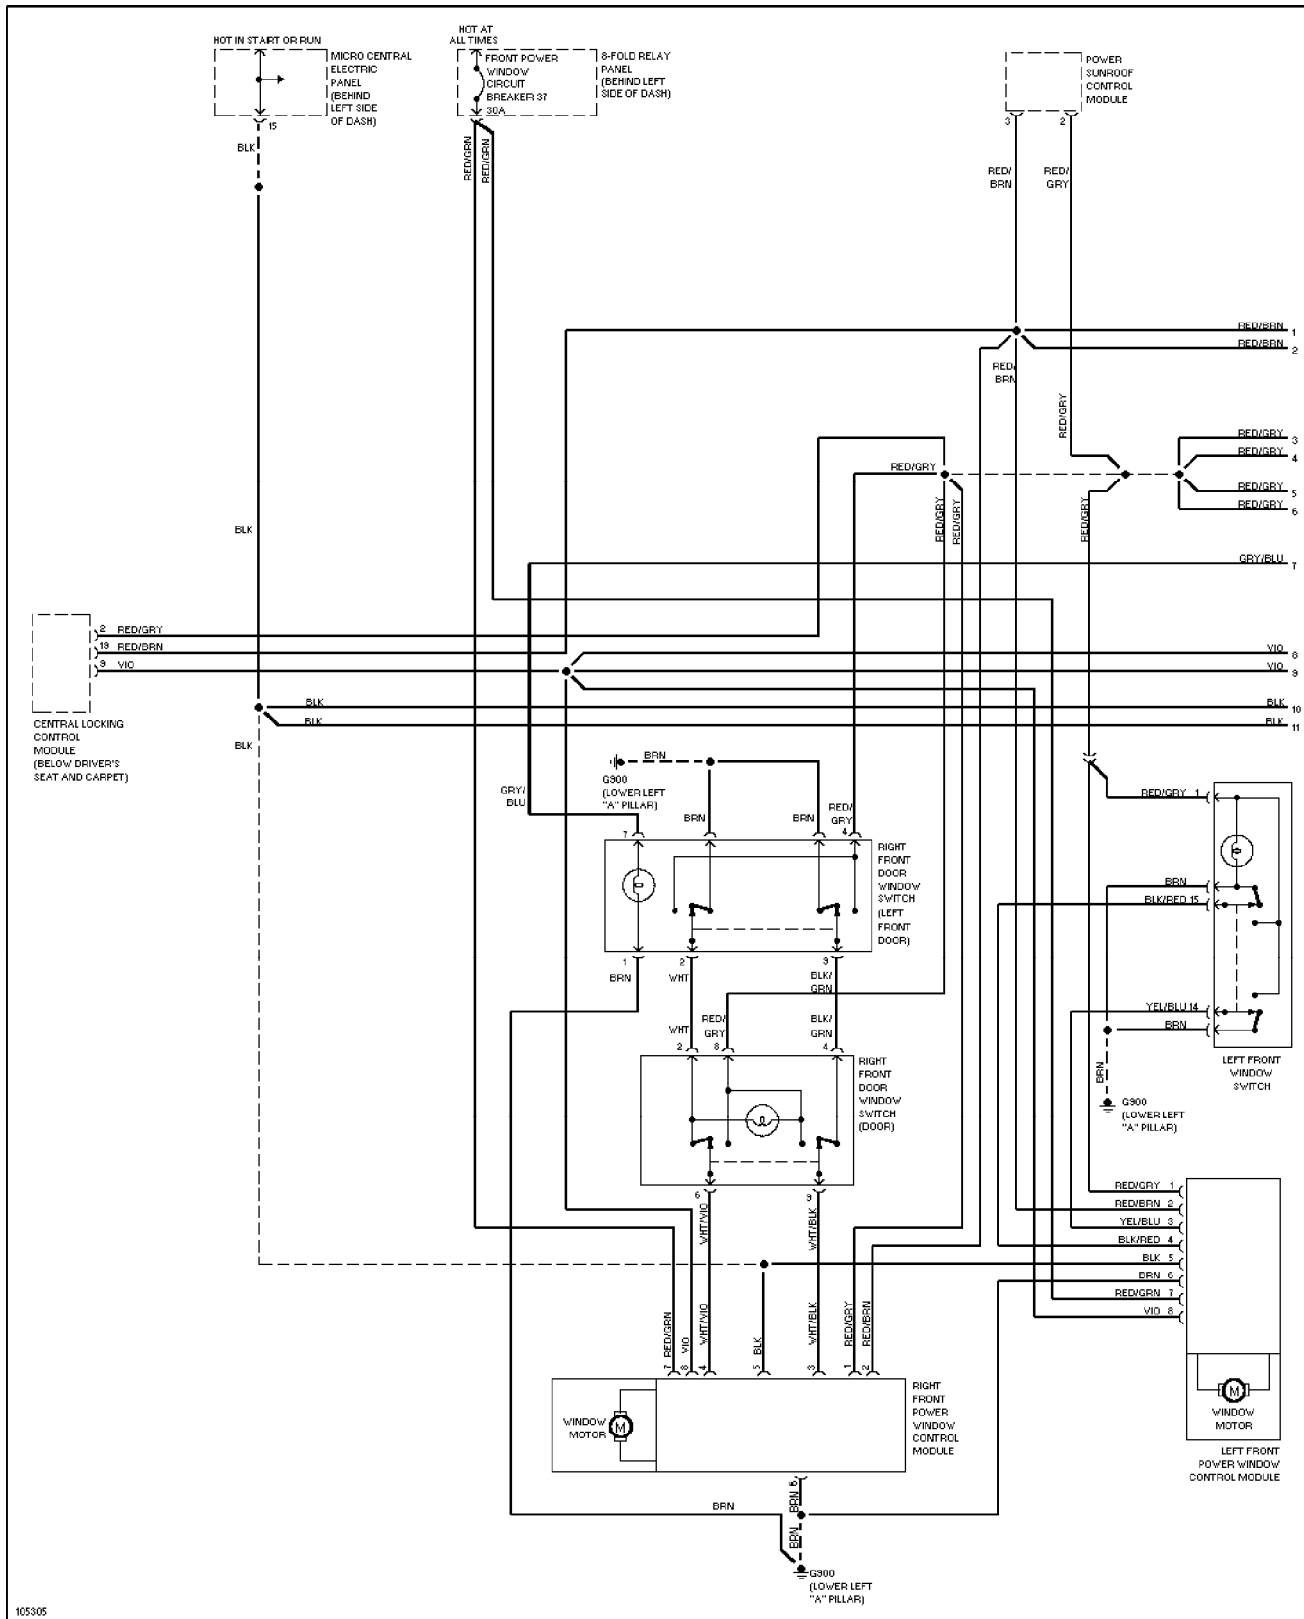 HOT IN START OR RUN
MICRO CENTRAL
ELECTRIC
PANEL
(BEHIND
LEFT SIDE
OF DASH)
15
BLK
HOT AT
ALL TIMES
FRONT POWER
WINDOW
CIRCUIT
BREAKER 37
30A
8-FOLD RELAY
PANEL
(BEHIND LEFT
SIDE OF DASH)
RED/GRN
RED/GRN
POWER
SUNROOF
CONTROL
MODULE
3
2
RED/
BRN
RED/
GRY
RED/BRN 1
RED/BRN 2
RED/
BRN
RED/GRY
RED/GRY 3
RED/GRY 4
RED/GRY
RED/GRY 5
RED/GRY 6
RED/GRY
RED/GRY
RED/GRY
BLK
GRY/BLU 7
2 RED/GRY
19 RED/BRN
9 VIO
VIO 8
VIO 9
BLK
BLK 10
BLK
BLK 11
CENTRAL LOCKING
CONTROL
MODULE
(BELOW DRIVER'S
SEAT AND CARPET)
BLK
BRN
G900
(LOWER LEFT
"A" PILLAR)
GRY/
BLU
BRN
BRN
RED/
GRY
7
4
RIGHT
FRONT
DOOR
WINDOW
SWITCH
(LEFT
FRONT
DOOR)
1
2
9
BRN
WHT
BLK/
GRN
RED/GRY 1
BRN
BLK/RED 15
YEL/BLU 14
BRN
LEFT FRONT
WINDOW
SWITCH
BRN
G900
(LOWER LEFT
"A" PILLAR)
WHT
RED/
GRY
BLK/
GRN
2
8
4
RIGHT
FRONT
DOOR
WINDOW
SWITCH
(DOOR)
6
9
WHT/VIO
WHT/BLK
RED/GRY 1
RED/BRN 2
YEL/BLU 3
BLK/RED 4
BLK 5
BRN 6
RED/GRN 7
VIO 8
7 RED/GRN
8 VIO
4 WHT/VIO
5 BLK
3 WHT/BLK
1 RED/GRY
2 RED/BRN
WINDOW
MOTOR
M
RIGHT
FRONT
POWER
WINDOW
CONTROL
MODULE
M
WINDOW
MOTOR
LEFT FRONT
POWER WINDOW
CONTROL MODULE
6
BRN
BRN
BRN
G900
(LOWER LEFT
"A" PILLAR)
105305